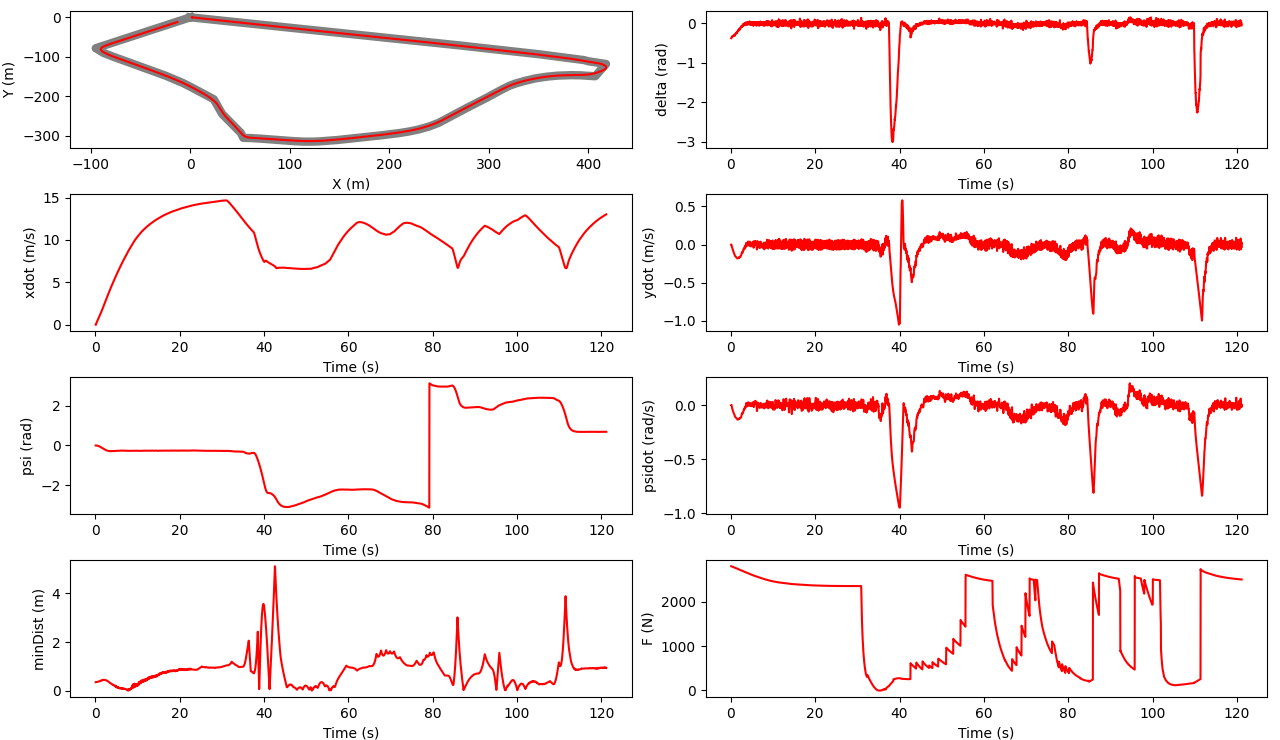 0
−100
−200
−300
Y (m)
−100 0 100 200 300 400
X (m)
0
−1
−2
−3
delta (rad)
0 20 40 60 80 100 120
Time (s)
15
10
5
0
xdot (m/s)
0 20 40 60 80 100 120
Time (s)
0.5
0.0
−0.5
−1.0
ydot (m/s)
0 20 40 60 80 100 120
Time (s)
2
0
−2
psi (rad)
0 20 40 60 80 100 120
Time (s)
0.0
−0.5
−1.0
psidot (rad/s)
0 20 40 60 80 100 120
Time (s)
4
2
0
minDist (m)
0 20 40 60 80 100 120
Time (s)
2000
1000
0
F (N)
0 20 40 60 80 100 120
Time (s)